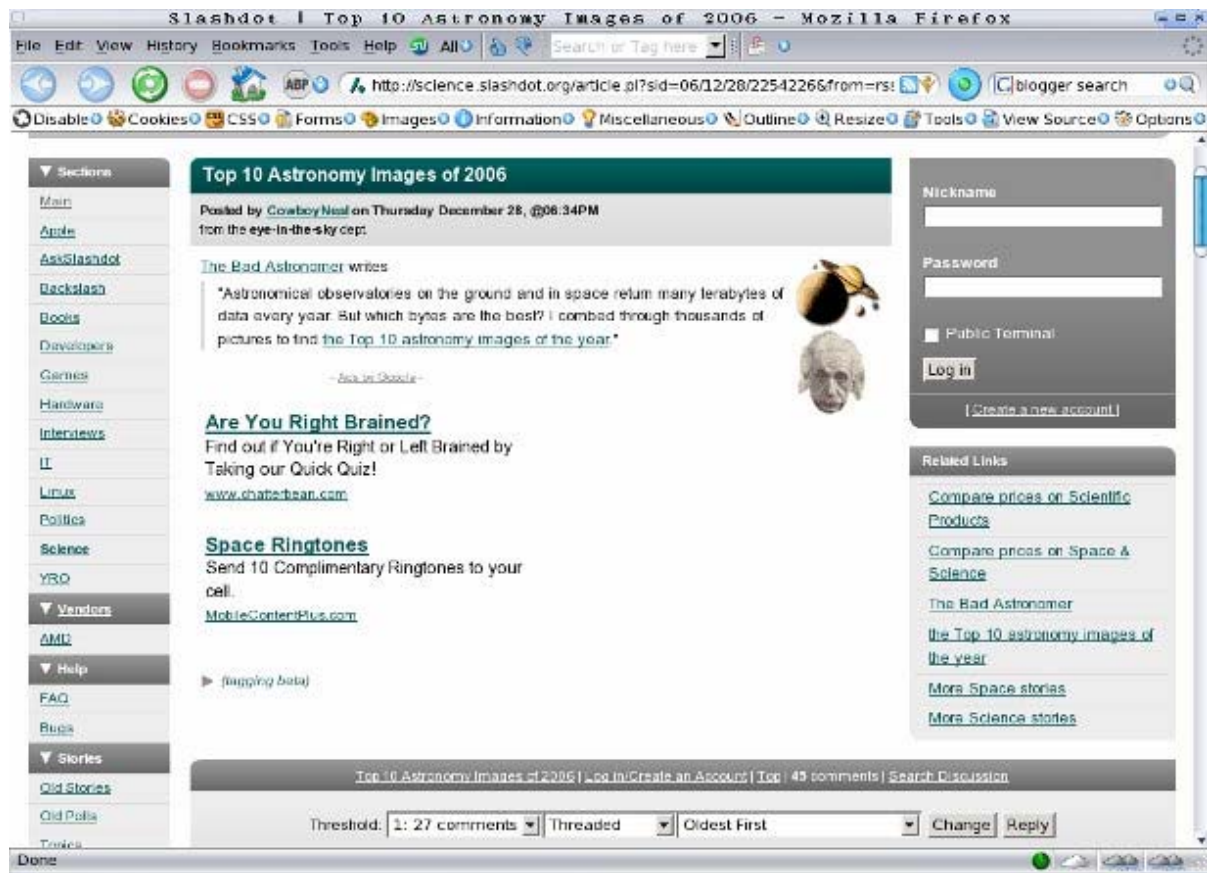 Slashdot | Top 10 Astronomy Images of 2006 - Mozilla Firefox
File Edit View History Bookmarks Tools Help All Search or Tag here
ABP http://science.slashdot.org/article.pl?sid=06/12/28/2254226&from=rs: blogger search
Disable Cookies CSS Forms Images Information Miscellaneous Outline Resize Tools View Source Options
Sections
Main
Apple
AskSlashdot
Backslash
Books
Developers
Games
Hardware
Interviews
IT
Linux
Politics
Science
YRO
Vendors
AMD
Help
FAQ
Bugs
Stories
Old Stories
Old Polls
Topics
Top 10 Astronomy Images of 2006
Posted by CowboyNeal on Thursday December 28, @06:34PM
from the eye-in-the-sky dept.
The Bad Astronomer writes
"Astronomical observatories on the ground and in space return many terabytes of
data every year. But which bytes are the best? I combed through thousands of
pictures to find the Top 10 astronomy images of the year."
- Ads by Google -
Are You Right Brained?
Find out if You're Right or Left Brained by
Taking our Quick Quiz!
www.chatterbean.com
Space Ringtones
Send 10 Complimentary Ringtones to your
cell.
MobileContentPlus.com
(tagging beta)
Nickname
Password
Public Terminal
Log in
[ Create a new account ]
Related Links
Compare prices on Scientific
Products
Compare prices on Space &
Science
The Bad Astronomer
the Top 10 astronomy images of
the year
More Space stories
More Science stories
Top 10 Astronomy Images of 2006 | Log in/Create an Account | Top | 45 comments | Search Discussion
Threshold: 1: 27 comments Threaded Oldest First Change Reply
Done